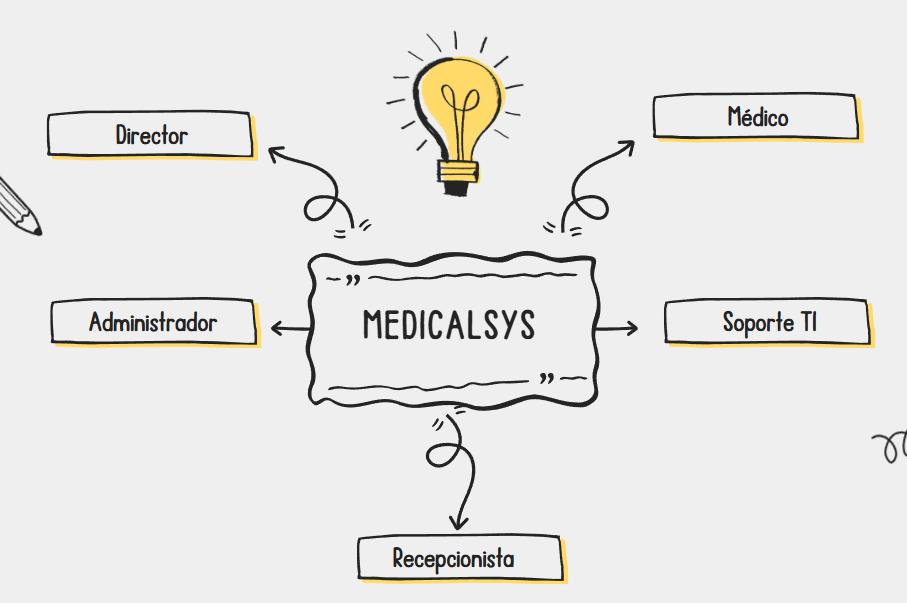 Médico
Director
Administrador
MEDICALSYS
Soporte TI
Recepcionista